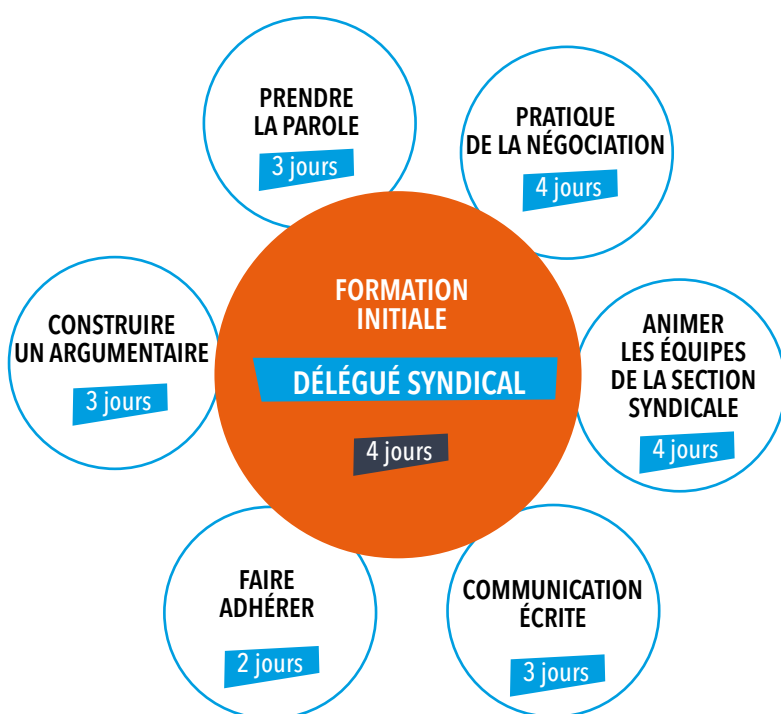 PRENDRE
LA PAROLE
3 jours
PRATIQUE
DE LA NÉGOCIATION
4 jours
FORMATION
INITIALE
DÉLÉGUÉ SYNDICAL
4 jours
CONSTRUIRE
UN ARGUMENTAIRE
3 jours
ANIMER
LES ÉQUIPES
DE LA SECTION
SYNDICALE
4 jours
FAIRE
ADHÉRER
2 jours
COMMUNICATION
ÉCRITE
3 jours